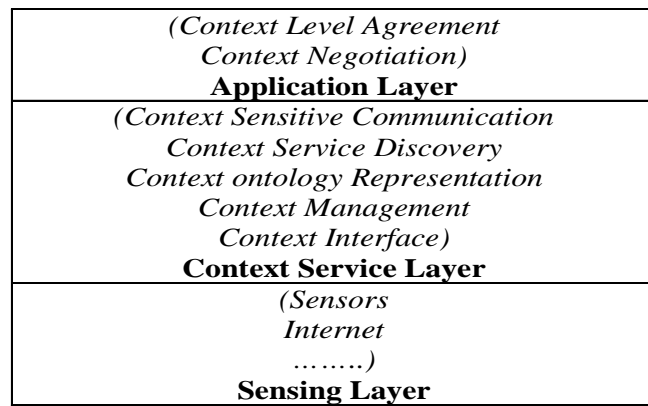 (Context Level Agreement
Context Negotiation)
Application Layer
(Context Sensitive Communication
Context Service Discovery
Context ontology Representation
Context Management
Context Interface)
Context Service Layer
(Sensors
Internet
……..)
Sensing Layer